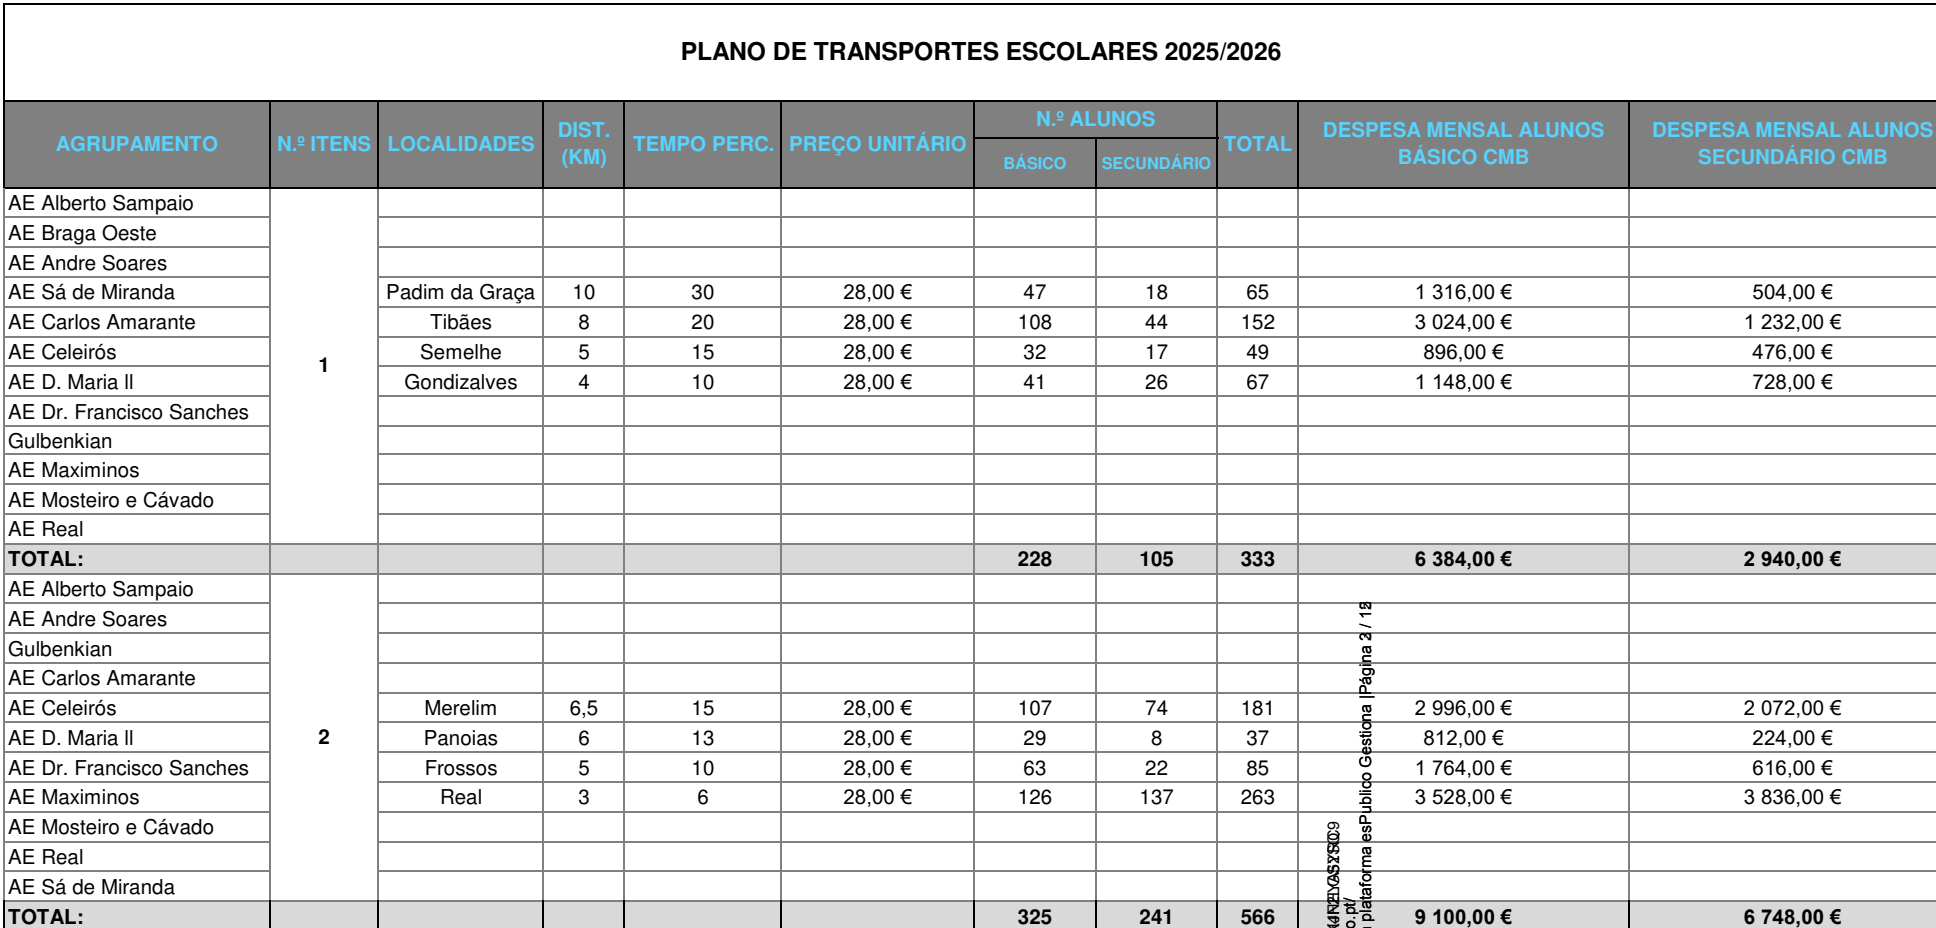 PLANO DE TRANSPORTES ESCOLARES 2025/2026
AGRUPAMENTO N.º ITENS LOCALIDADES DIST. (KM) TEMPO PERC. PREÇO UNITÁRIO N.º ALUNOS BÁSICO SECUNDÁRIO TOTAL DESPESA MENSAL ALUNOS BÁSICO CMB DESPESA MENSAL ALUNOS SECUNDÁRIO CMB
AE Alberto Sampaio
AE Braga Oeste
AE Andre Soares
AE Sá de Miranda Padim da Graça 10 30 28,00 € 47 18 65 1 316,00 € 504,00 €
AE Carlos Amarante Tibães 8 20 28,00 € 108 44 152 3 024,00 € 1 232,00 €
AE Celeirós Semelhe 5 15 28,00 € 32 17 49 896,00 € 476,00 €
1
AE D. Maria ll Gondizalves 4 10 28,00 € 41 26 67 1 148,00 € 728,00 €
AE Dr. Francisco Sanches
Gulbenkian
AE Maximinos
AE Mosteiro e Cávado
AE Real
TOTAL: 228 105 333 6 384,00 € 2 940,00 €
AE Alberto Sampaio
AE Andre Soares
Gulbenkian
AE Carlos Amarante
AE Celeirós Merelim 6,5 15 28,00 € 107 74 181 2 996,00 € 2 072,00 €
AE D. Maria ll 2 Panoias 6 13 28,00 € 29 8 37 812,00 € 224,00 €
AE Dr. Francisco Sanches Frossos 5 10 28,00 € 63 22 85 1 764,00 € 616,00 €
AE Maximinos Real 3 6 28,00 € 126 137 263 3 528,00 € 3 836,00 €
AE Mosteiro e Cávado
AE Real
AE Sá de Miranda
TOTAL: 325 241 566 9 100,00 € 6 748,00 €
o.pt/
plataforma esPublico Gestiona |Página